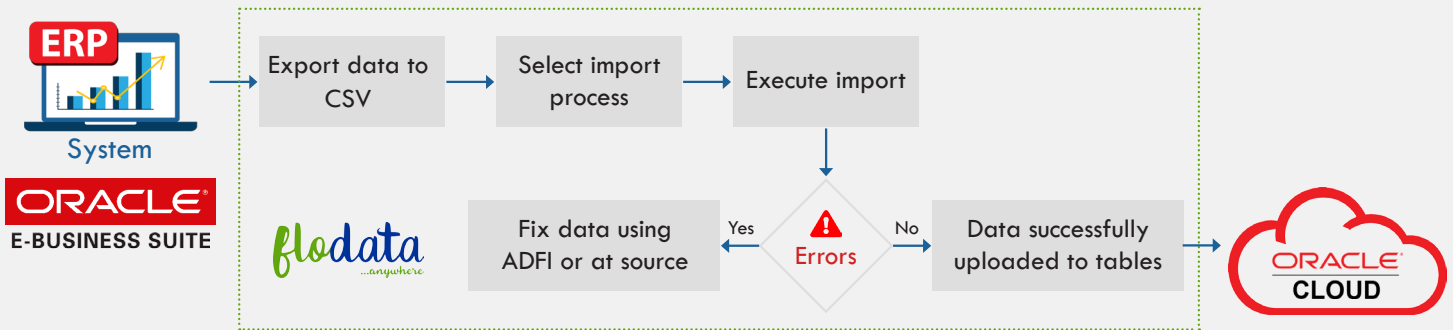 ERP
System
ORACLE®
E-BUSINESS SUITE
Export data to
CSV
Select import
process
Execute import
flodata
...anywhere
Fix data using
ADFI or at source
Yes
Errors
No
Data successfully
uploaded to tables
ORACLE®
CLOUD